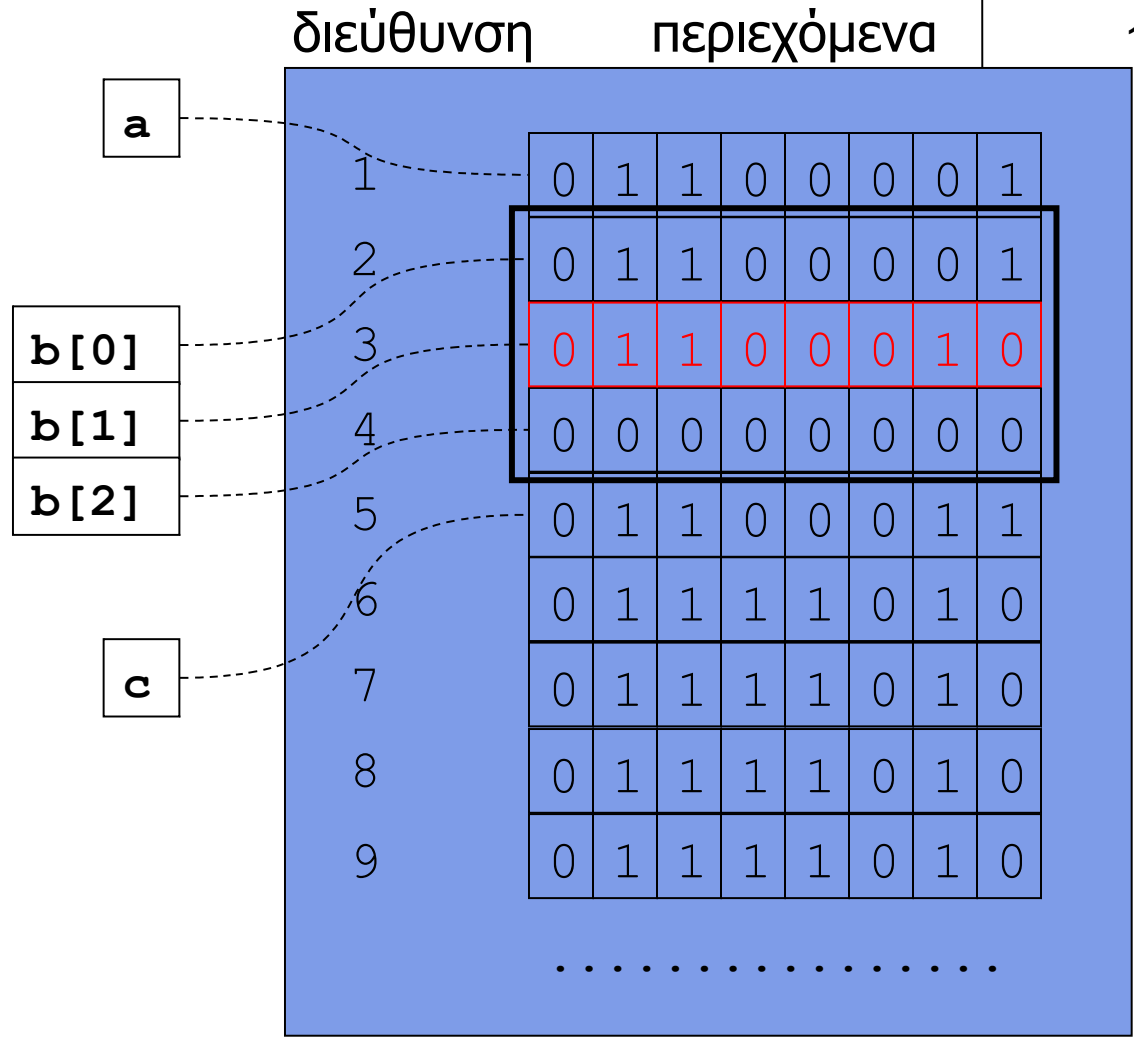 διεύθυνση περιεχόμενα
a
1 0 1 1 0 0 0 0 1
2 0 1 1 0 0 0 0 1
b[0]
3 0 1 1 0 0 0 1 0
b[1]
4 0 0 0 0 0 0 0 0
b[2]
5 0 1 1 0 0 0 1 1
6 0 1 1 1 1 0 1 0
c
7 0 1 1 1 1 0 1 0
8 0 1 1 1 1 0 1 0
9 0 1 1 1 1 0 1 0
................